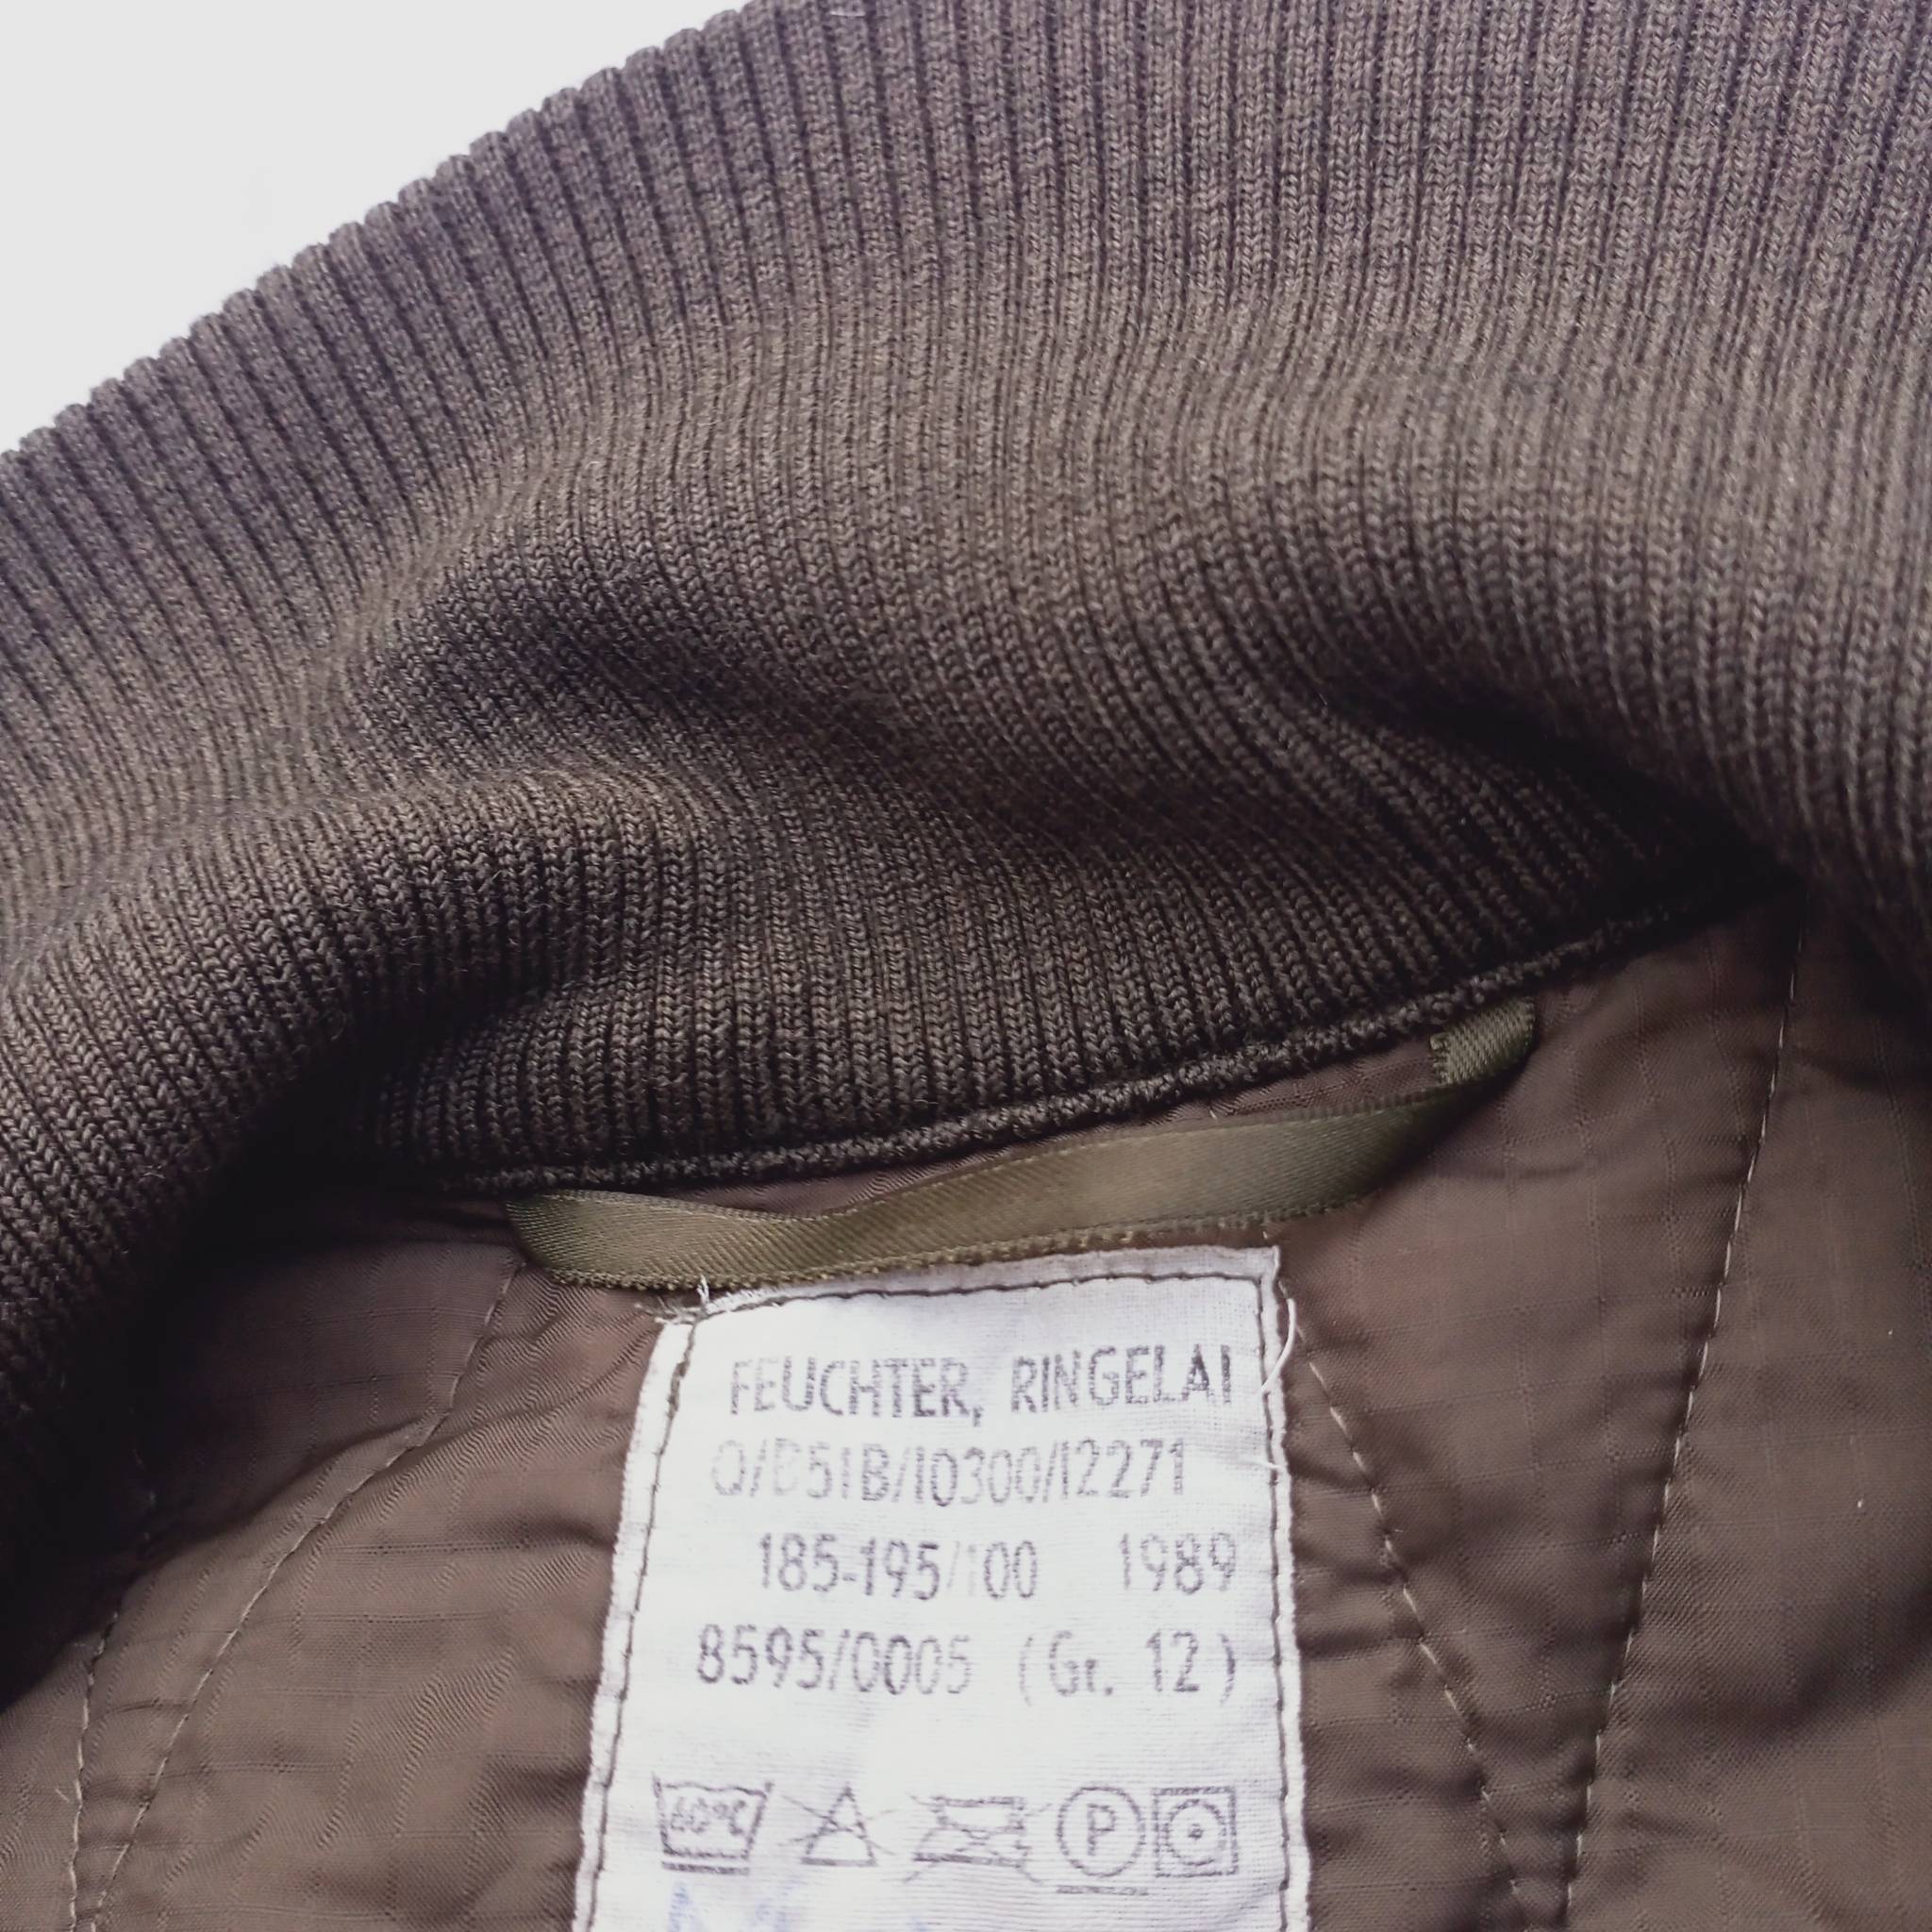 FEUCHTER, RINGELAI
Q/B51B/10300/12271
185-195/100 1989
8595/0005 (Gr. 12)
60°C P